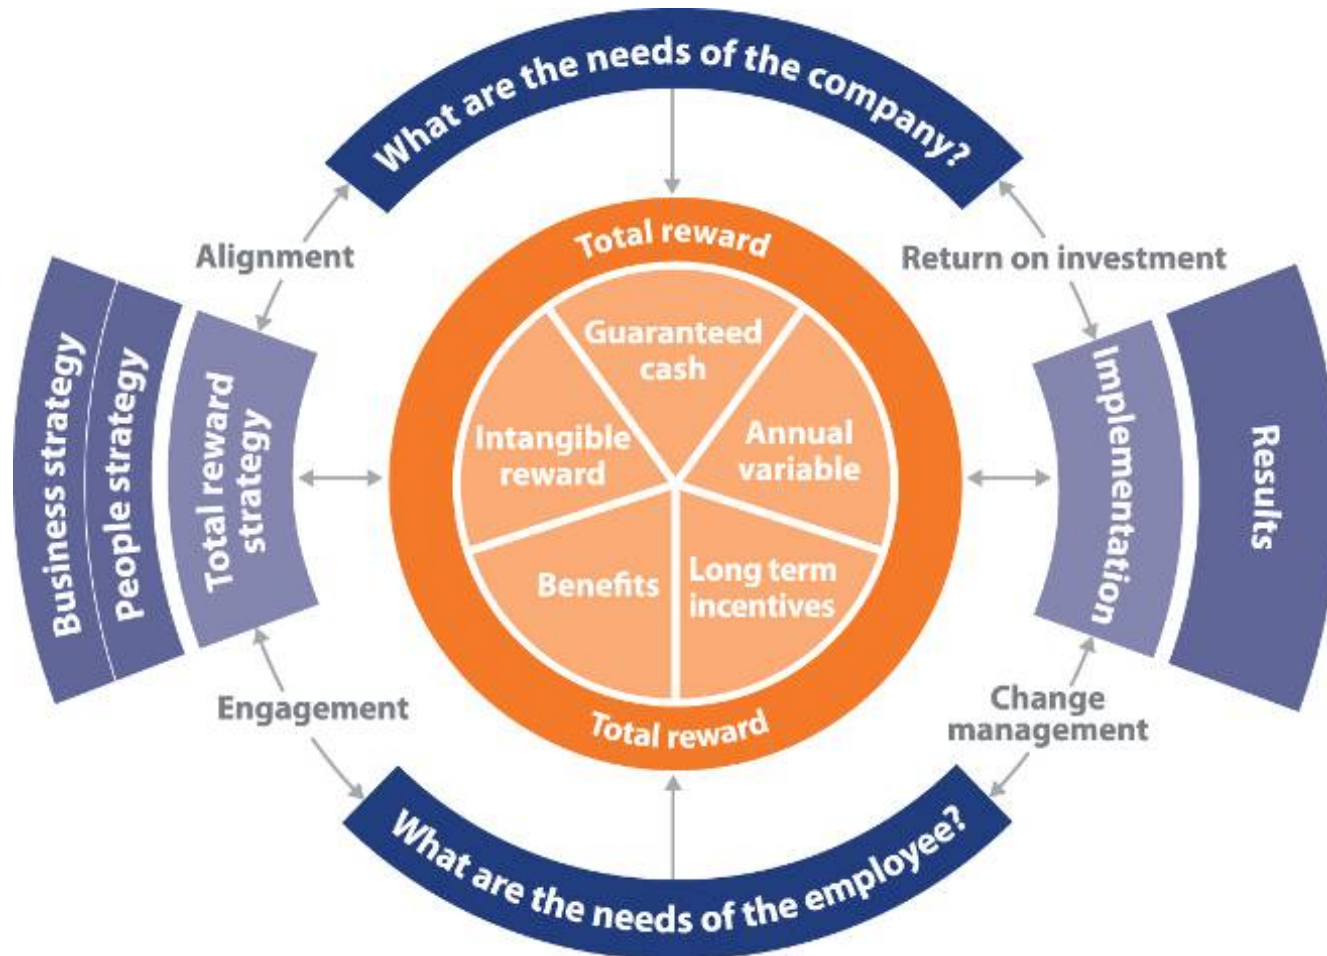 What are the needs of the company?
Alignment
Return on investment
Business strategy
People strategy
Total reward
strategy
Total reward
Guaranteed
cash
Intangible
reward
Annual
variable
Benefits
Long term
incentives
Total reward
Implementation
Results
Engagement
Change
management
What are the needs of the employee?